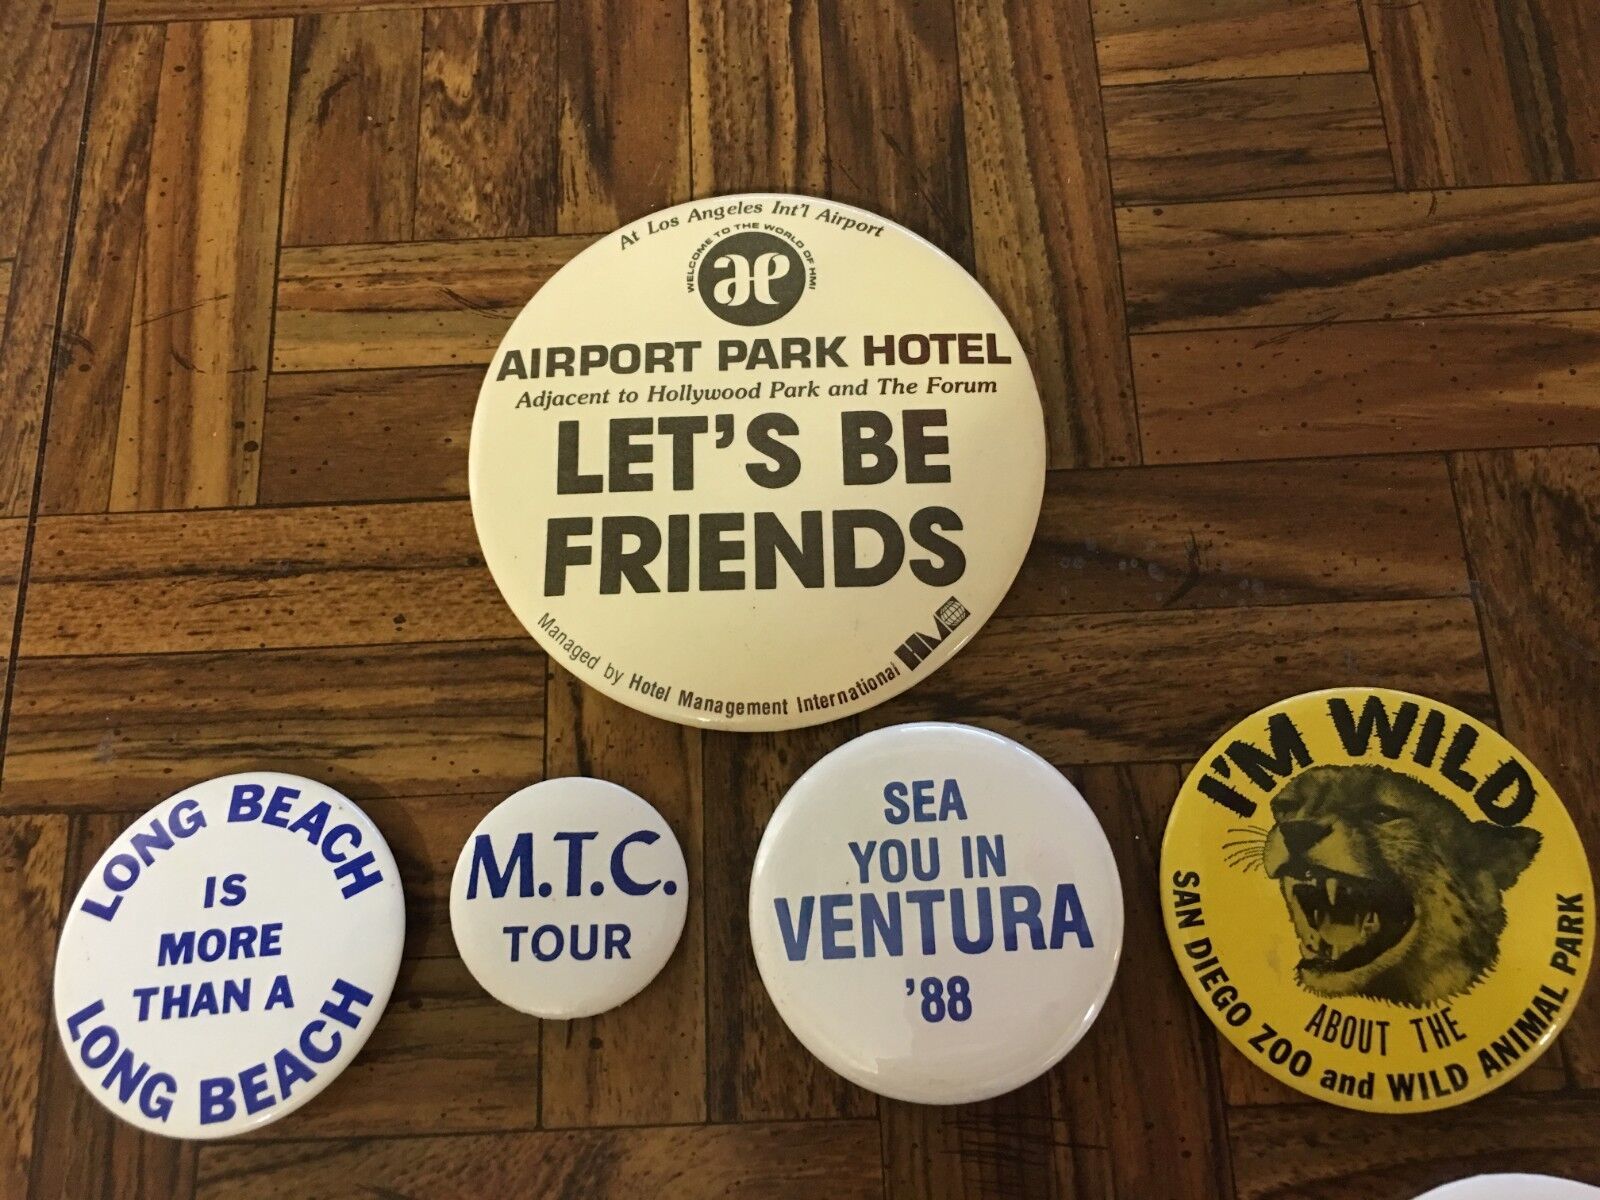 At Los Angeles Int'l Airport
WELCOME TO THE WORLD OF HMI
ap
AIRPORT PARK HOTEL
Adjacent to Hollywood Park and The Forum
LET'S BE
FRIENDS
Managed by Hotel Management International
HMI
LONG BEACH
IS
MORE
THAN A
LONG BEACH
M.T.C.
TOUR
SEA
YOU IN
VENTURA
'88
I'M WILD
ABOUT THE
SAN DIEGO ZOO and WILD ANIMAL PARK